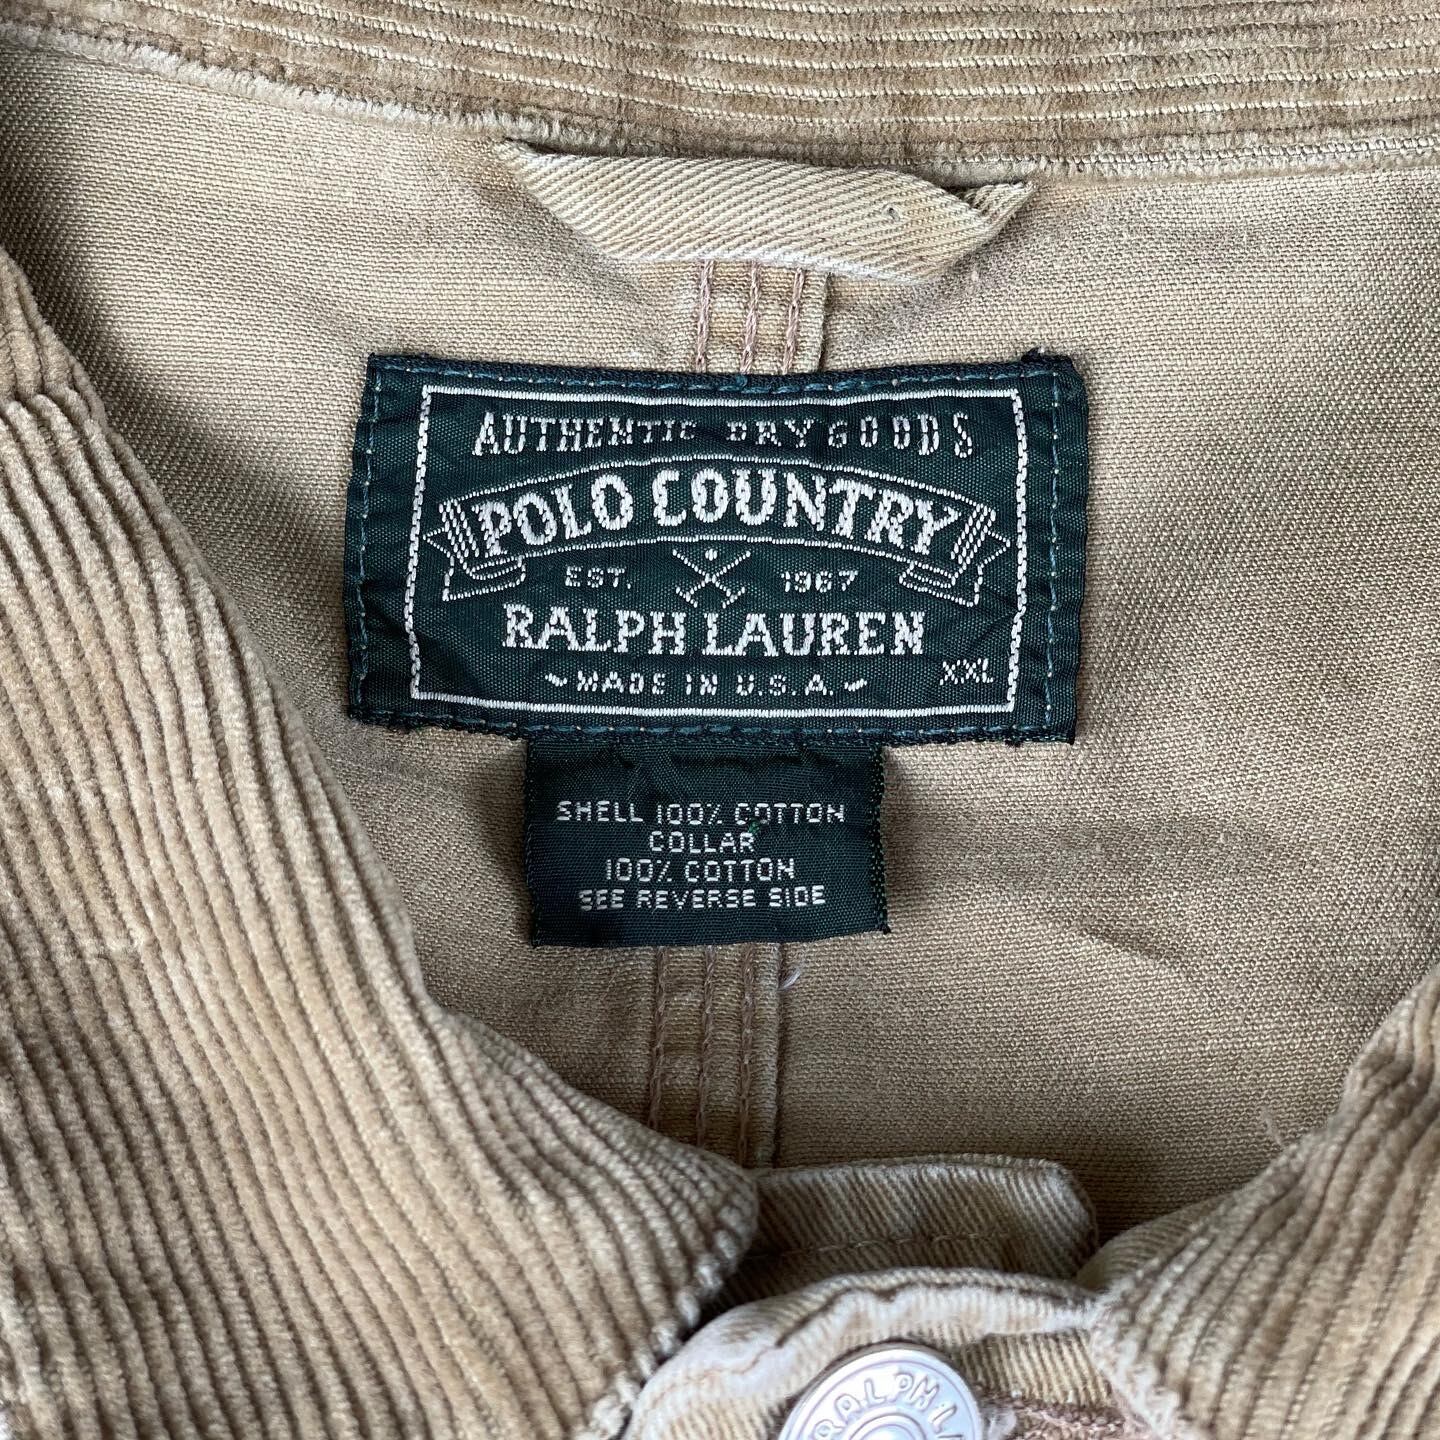 AUTHENTIC DRY GOODS
POLO COUNTRY
EST. 1967
RALPH LAUREN
MADE IN U.S.A.
XXL
SHELL 100% COTTON
COLLAR
100% COTTON
SEE REVERSE SIDE
RALPH L